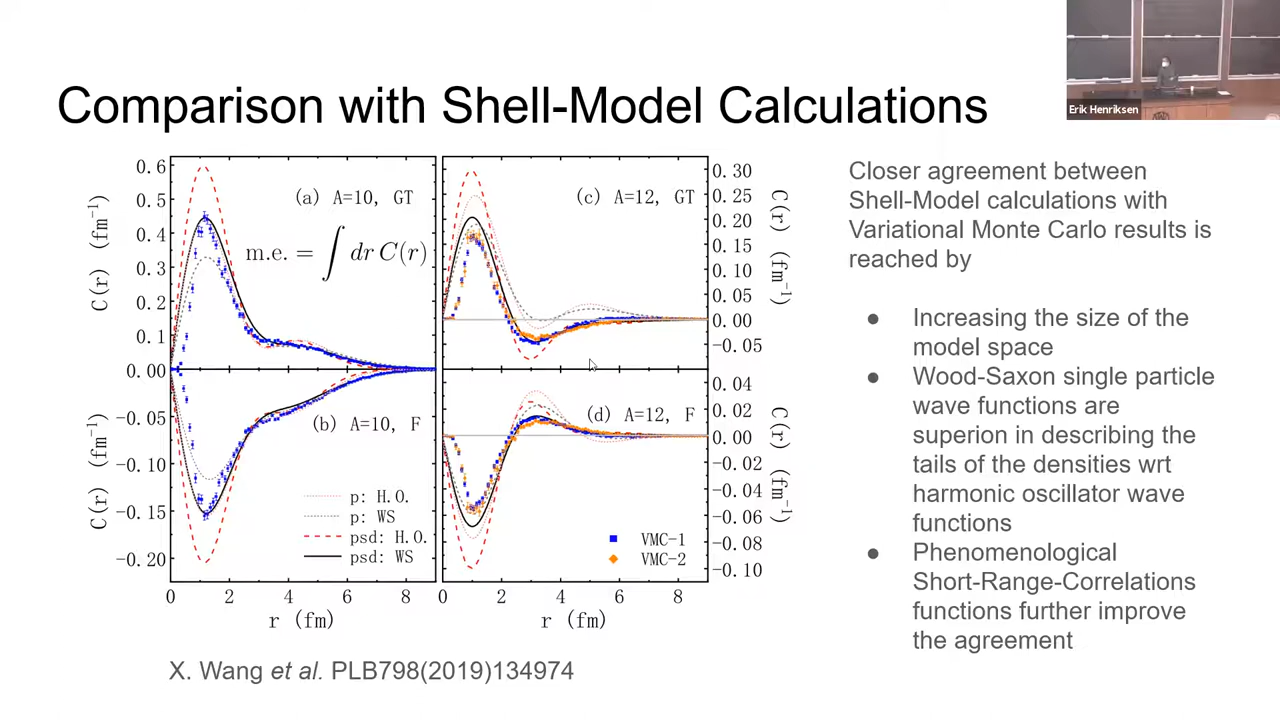 Erik Henriksen
Comparison with Shell-Model Calculations
0.6
0.5
0.4
0.3
0.2
0.1
0.00
-0.05
-0.10
-0.15
-0.20
C(r) (fm⁻¹)
C(r) (fm⁻¹)
(a) A=10, GT
m.e. = ∫ dr C(r)
(b) A=10, F
p: H.O.
p: WS
psd: H.O.
psd: WS
(c) A=12, GT
(d) A=12, F
VMC-1
VMC-2
0.30
0.25
0.20
0.15
0.10
0.05
0.00
-0.05
0.04
0.02
0.00
-0.02
-0.04
-0.06
-0.08
-0.10
C(r) (fm⁻¹)
C(r) (fm⁻¹)
0 2 4 6 8
0 2 4 6 8
r (fm)
r (fm)
X. Wang et al. PLB798(2019)134974
Closer agreement between
Shell-Model calculations with
Variational Monte Carlo results is
reached by
● Increasing the size of the
model space
● Wood-Saxon single particle
wave functions are
superion in describing the
tails of the densities wrt
harmonic oscillator wave
functions
● Phenomenological
Short-Range-Correlations
functions further improve
the agreement